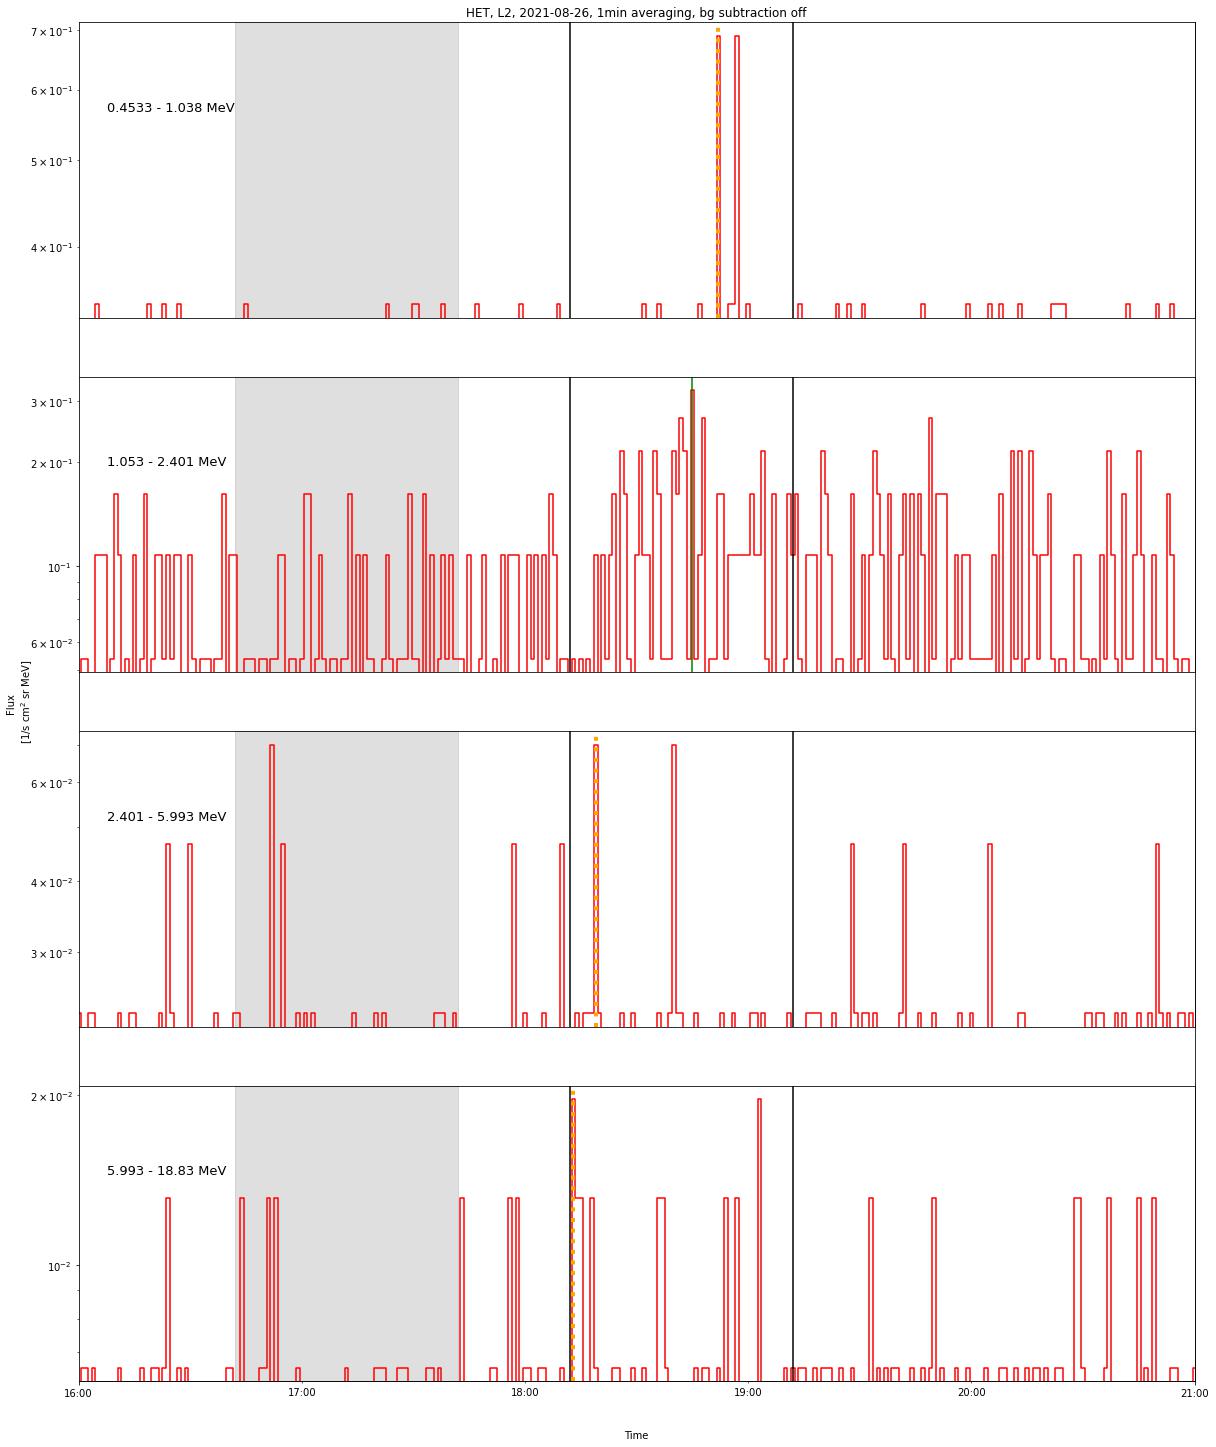 HET, L2, 2021-08-26, 1min averaging, bg subtraction off
7 × 10⁻¹
6 × 10⁻¹
0.4533 - 1.038 MeV
5 × 10⁻¹
4 × 10⁻¹
3 × 10⁻¹
1.053 - 2.401 MeV
2 × 10⁻¹
10⁻¹
6 × 10⁻²
Flux
[1/s cm² sr MeV]
6 × 10⁻²
2.401 - 5.993 MeV
4 × 10⁻²
3 × 10⁻²
2 × 10⁻²
5.993 - 18.83 MeV
10⁻²
16:00 17:00 18:00 19:00 20:00 21:00
Time